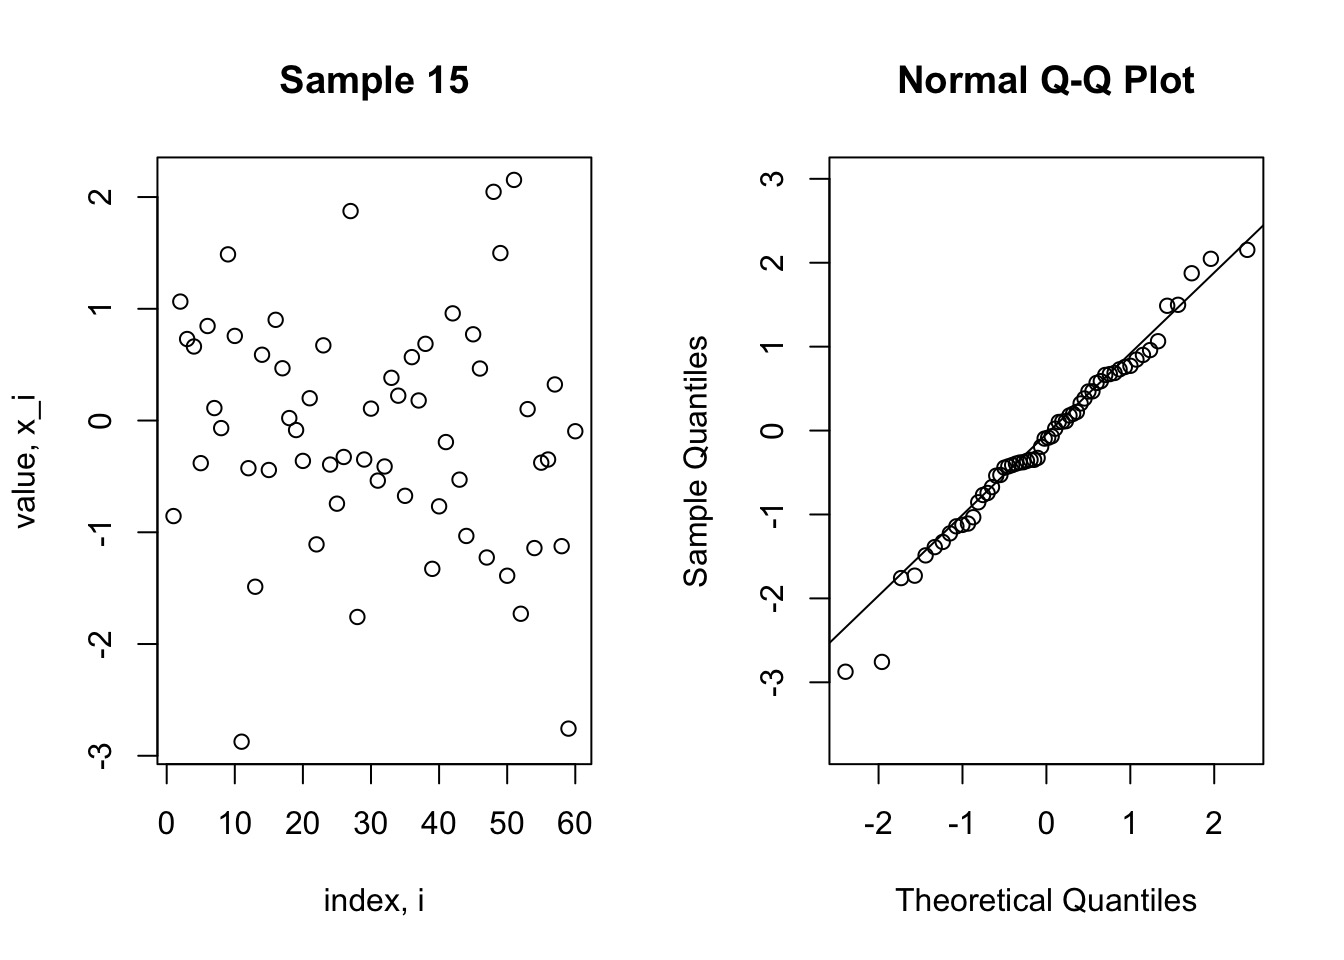 Sample 15
value, x_i
2
1
0
-1
-2
-3
0 10 20 30 40 50 60
index, i
Normal Q-Q Plot
Sample Quantiles
3
2
1
0
-1
-2
-3
-2 -1 0 1 2
Theoretical Quantiles